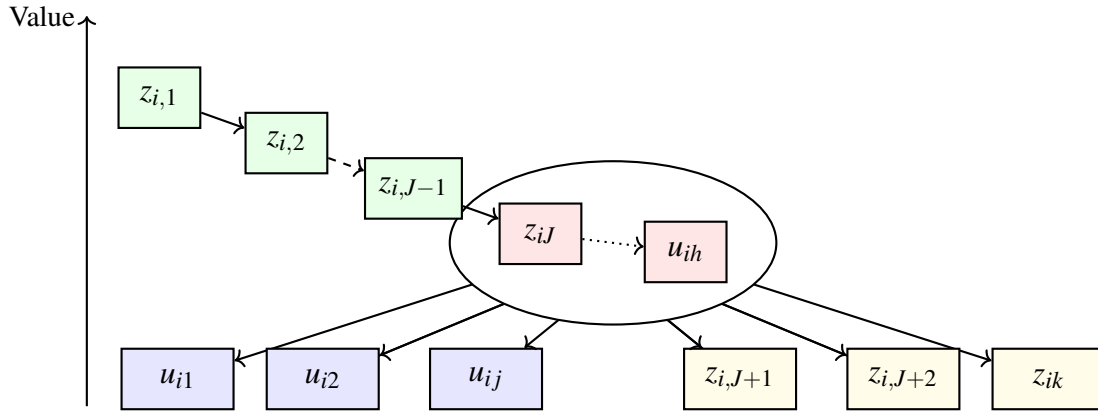 Value
z_{i,1}
z_{i,2}
z_{i,J−1}
z_{iJ}
u_{ih}
u_{i1} u_{i2} u_{ij} z_{i,J+1} z_{i,J+2} z_{ik}